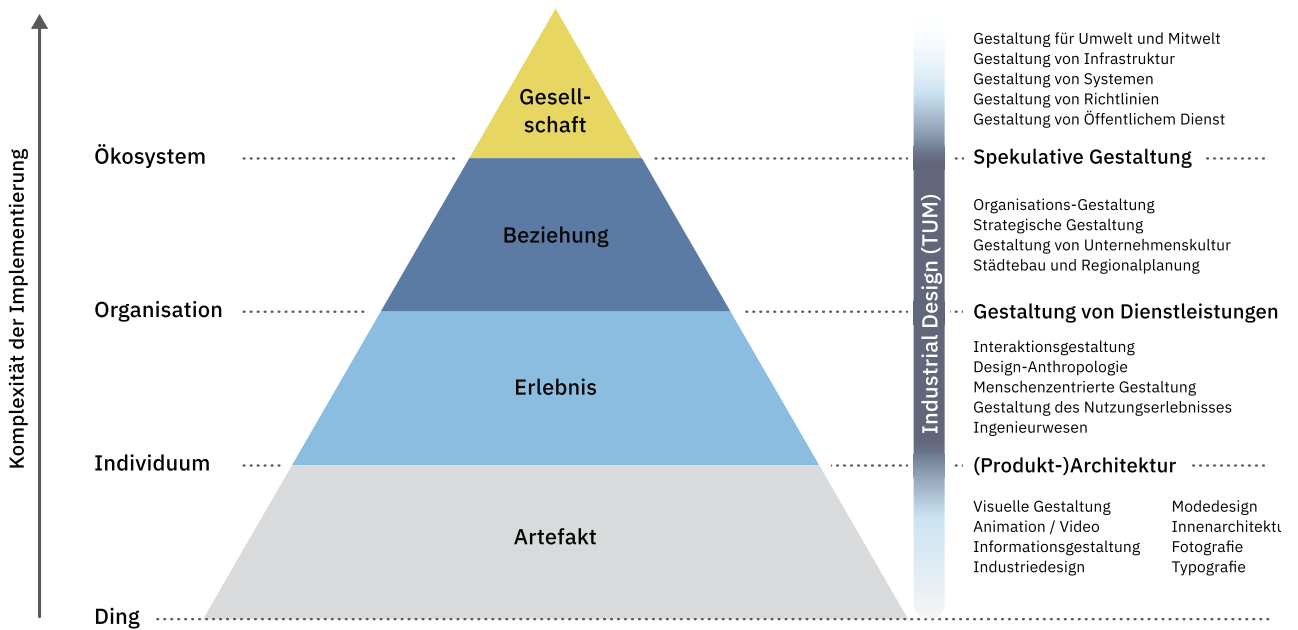 Komplexität der Implementierung
Ökosystem
Organisation
Individuum
Ding
Gesell-
schaft
Beziehung
Erlebnis
Artefakt
Industrial Design (TUM)
Gestaltung für Umwelt und Mitwelt
Gestaltung von Infrastruktur
Gestaltung von Systemen
Gestaltung von Richtlinien
Gestaltung von Öffentlichem Dienst
Spekulative Gestaltung
Organisations-Gestaltung
Strategische Gestaltung
Gestaltung von Unternehmenskultur
Städtebau und Regionalplanung
Gestaltung von Dienstleistungen
Interaktionsgestaltung
Design-Anthropologie
Menschenzentrierte Gestaltung
Gestaltung des Nutzungserlebnisses
Ingenieurwesen
(Produkt-)Architektur
Visuelle Gestaltung
Animation / Video
Informationsgestaltung
Industriedesign
Modedesign
Innenarchitektu
Fotografie
Typografie